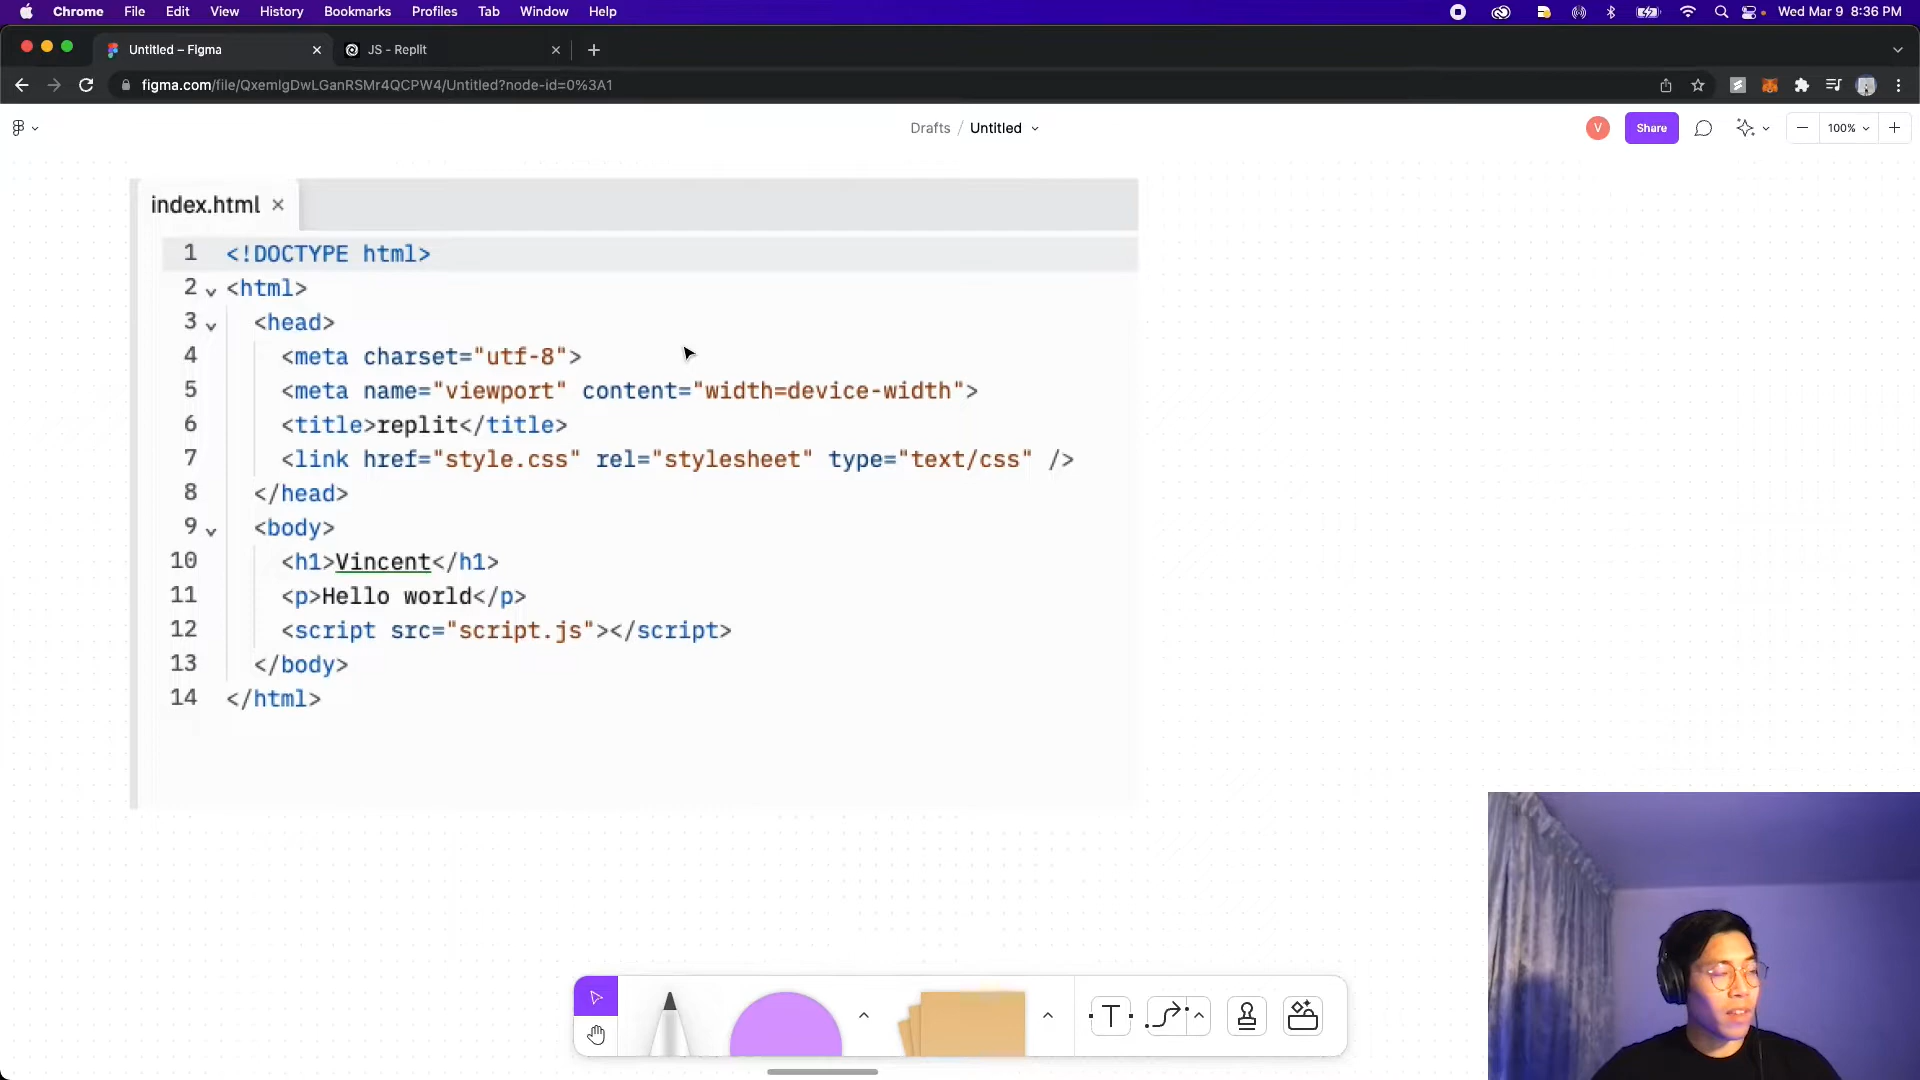 Chrome File Edit View History Bookmarks Profiles Tab Window Help Wed Mar 9 8:36 PM
Untitled – Figma JS - Replit
figma.com/file/QxemIgDwLGanRSMr4QCPW4/Untitled?node-id=0%3A1
Drafts / Untitled V Share 100%
index.html
1 <!DOCTYPE html>
2 <html>
3 <head>
4 <meta charset="utf-8">
5 <meta name="viewport" content="width=device-width">
6 <title>replit</title>
7 <link href="style.css" rel="stylesheet" type="text/css" />
8 </head>
9 <body>
10 <h1>Vincent</h1>
11 <p>Hello world</p>
12 <script src="script.js"></script>
13 </body>
14 </html>
T